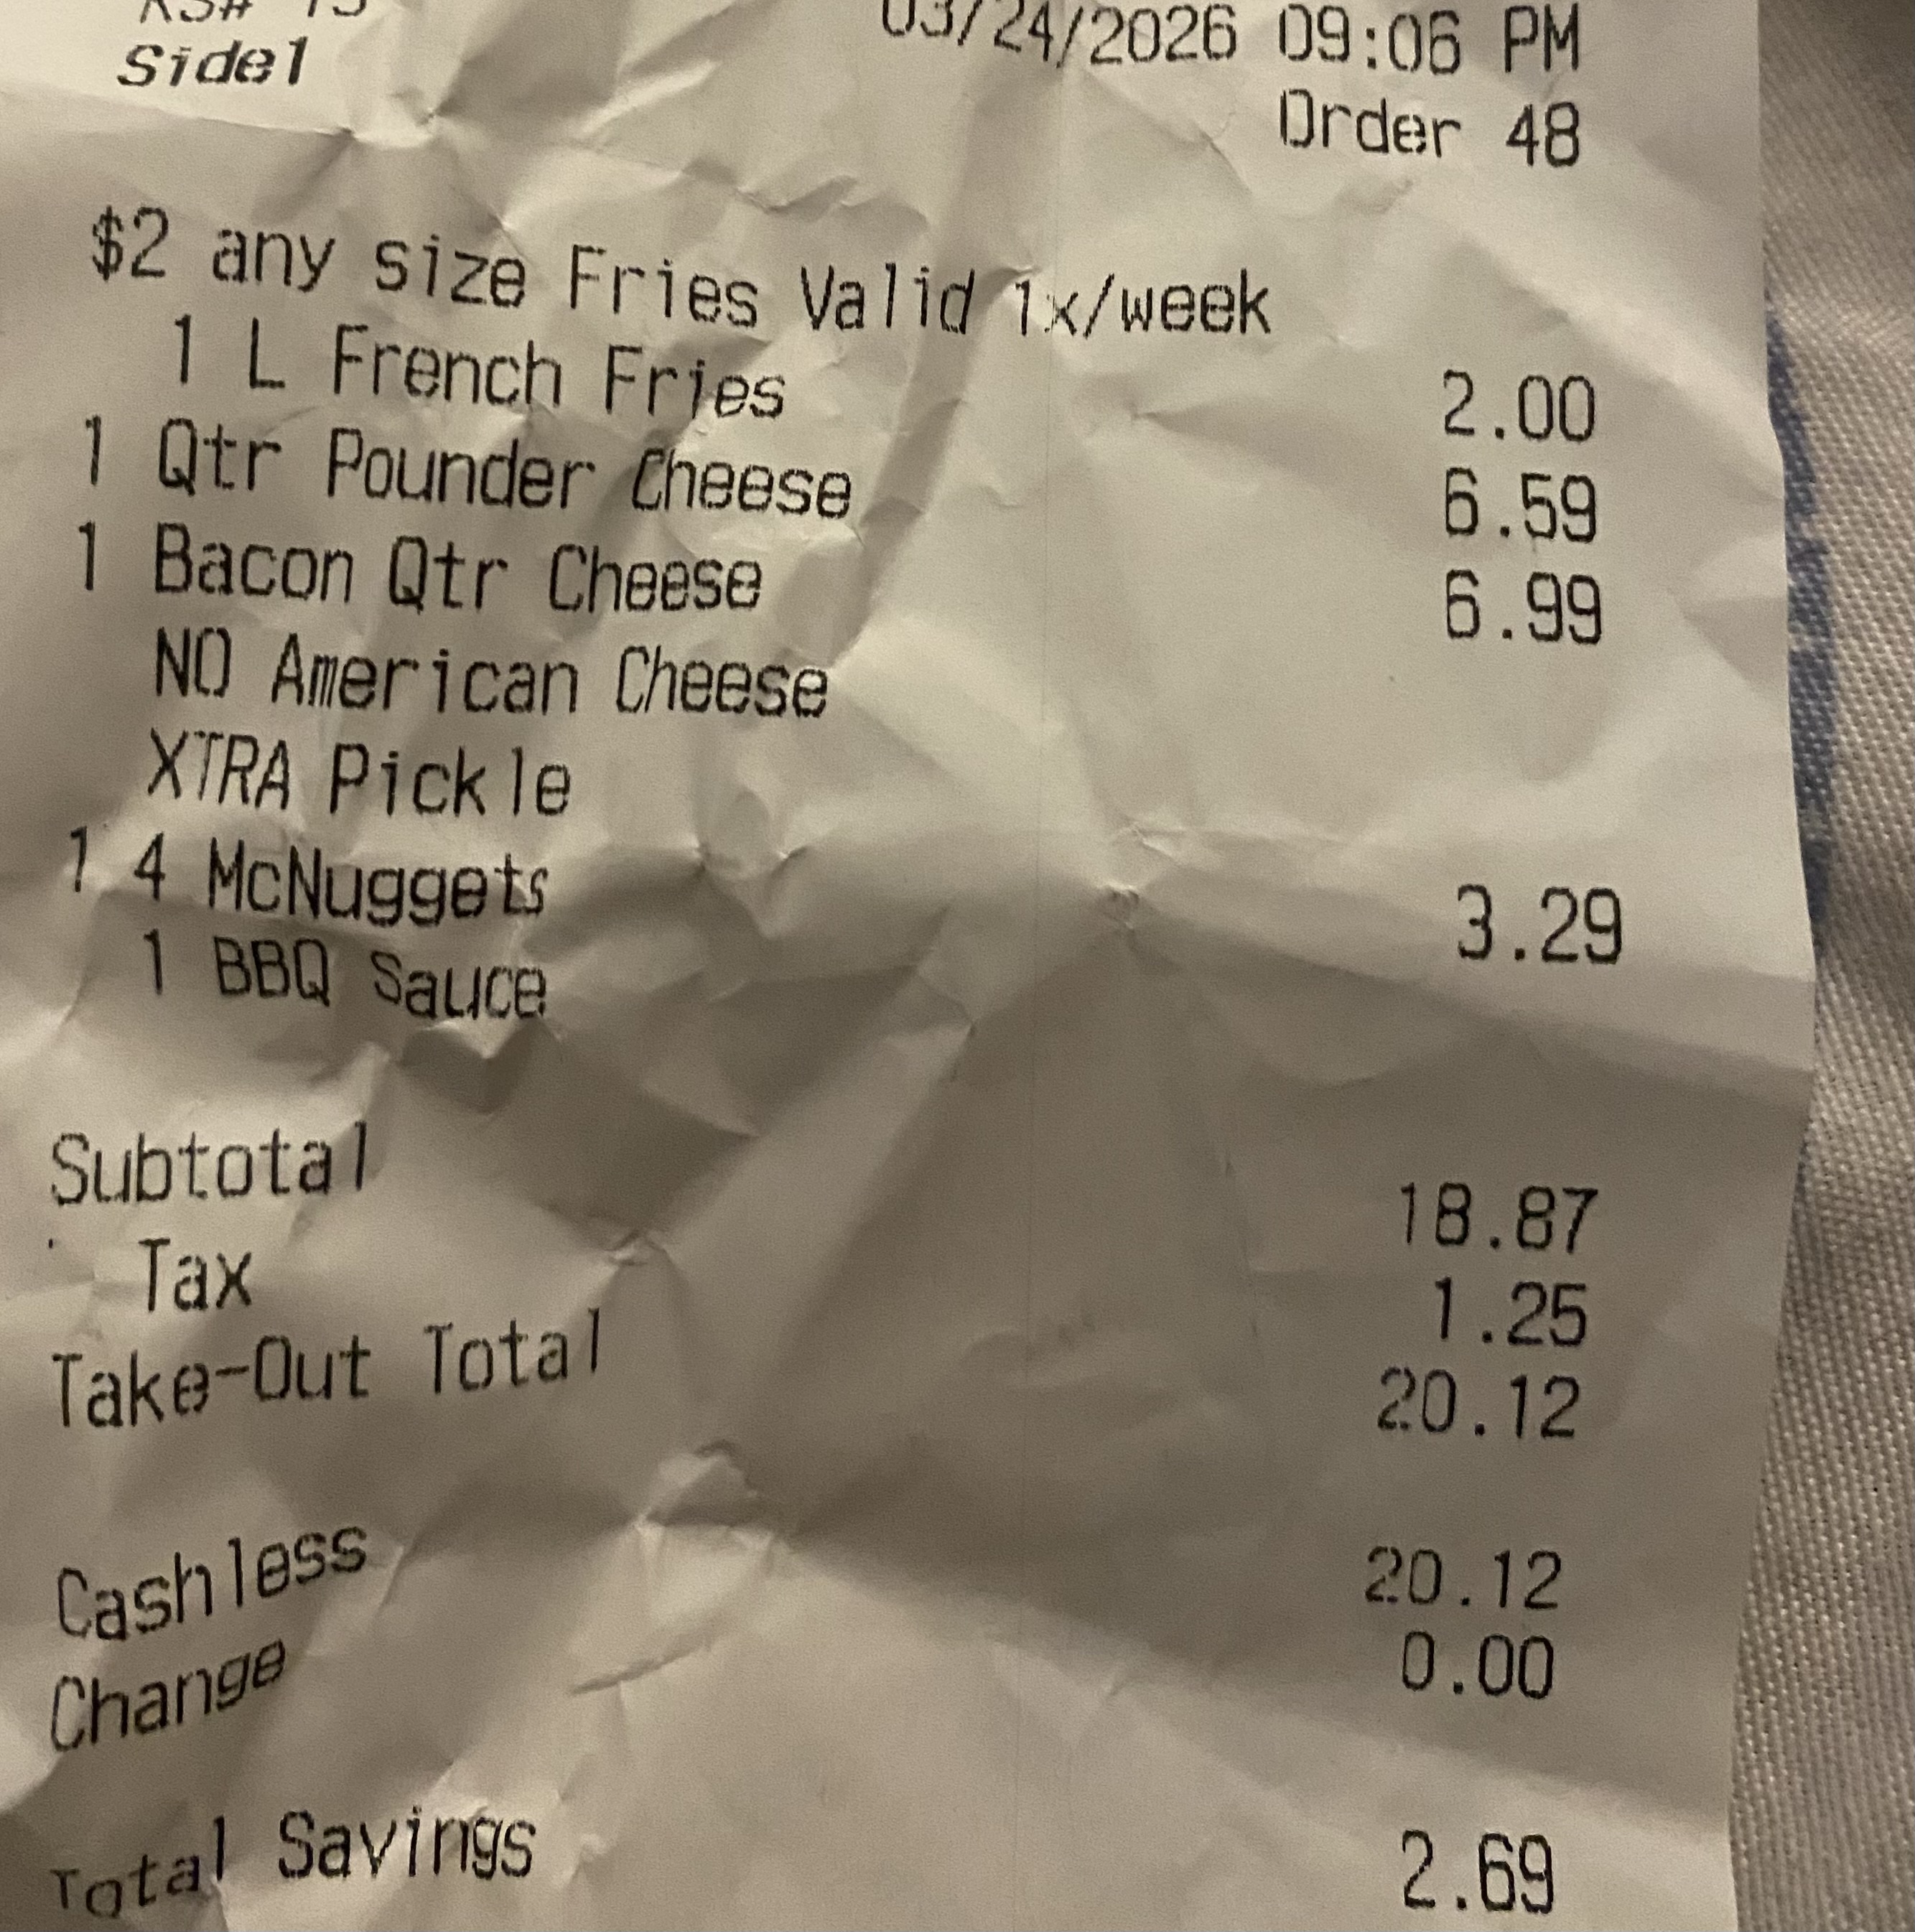 KS# 15
Side1 03/24/2026 09:06 PM
Order 48
$2 any size Fries Valid 1x/week
1 L French Fries 2.00
1 Qtr Pounder Cheese 6.59
1 Bacon Qtr Cheese 6.99
NO American Cheese
XTRA Pickle
1 4 McNuggets 3.29
1 BBQ Sauce
Subtotal 18.87
Tax 1.25
Take-Out Total 20.12
Cashless 20.12
Change 0.00
Total Savings 2.69